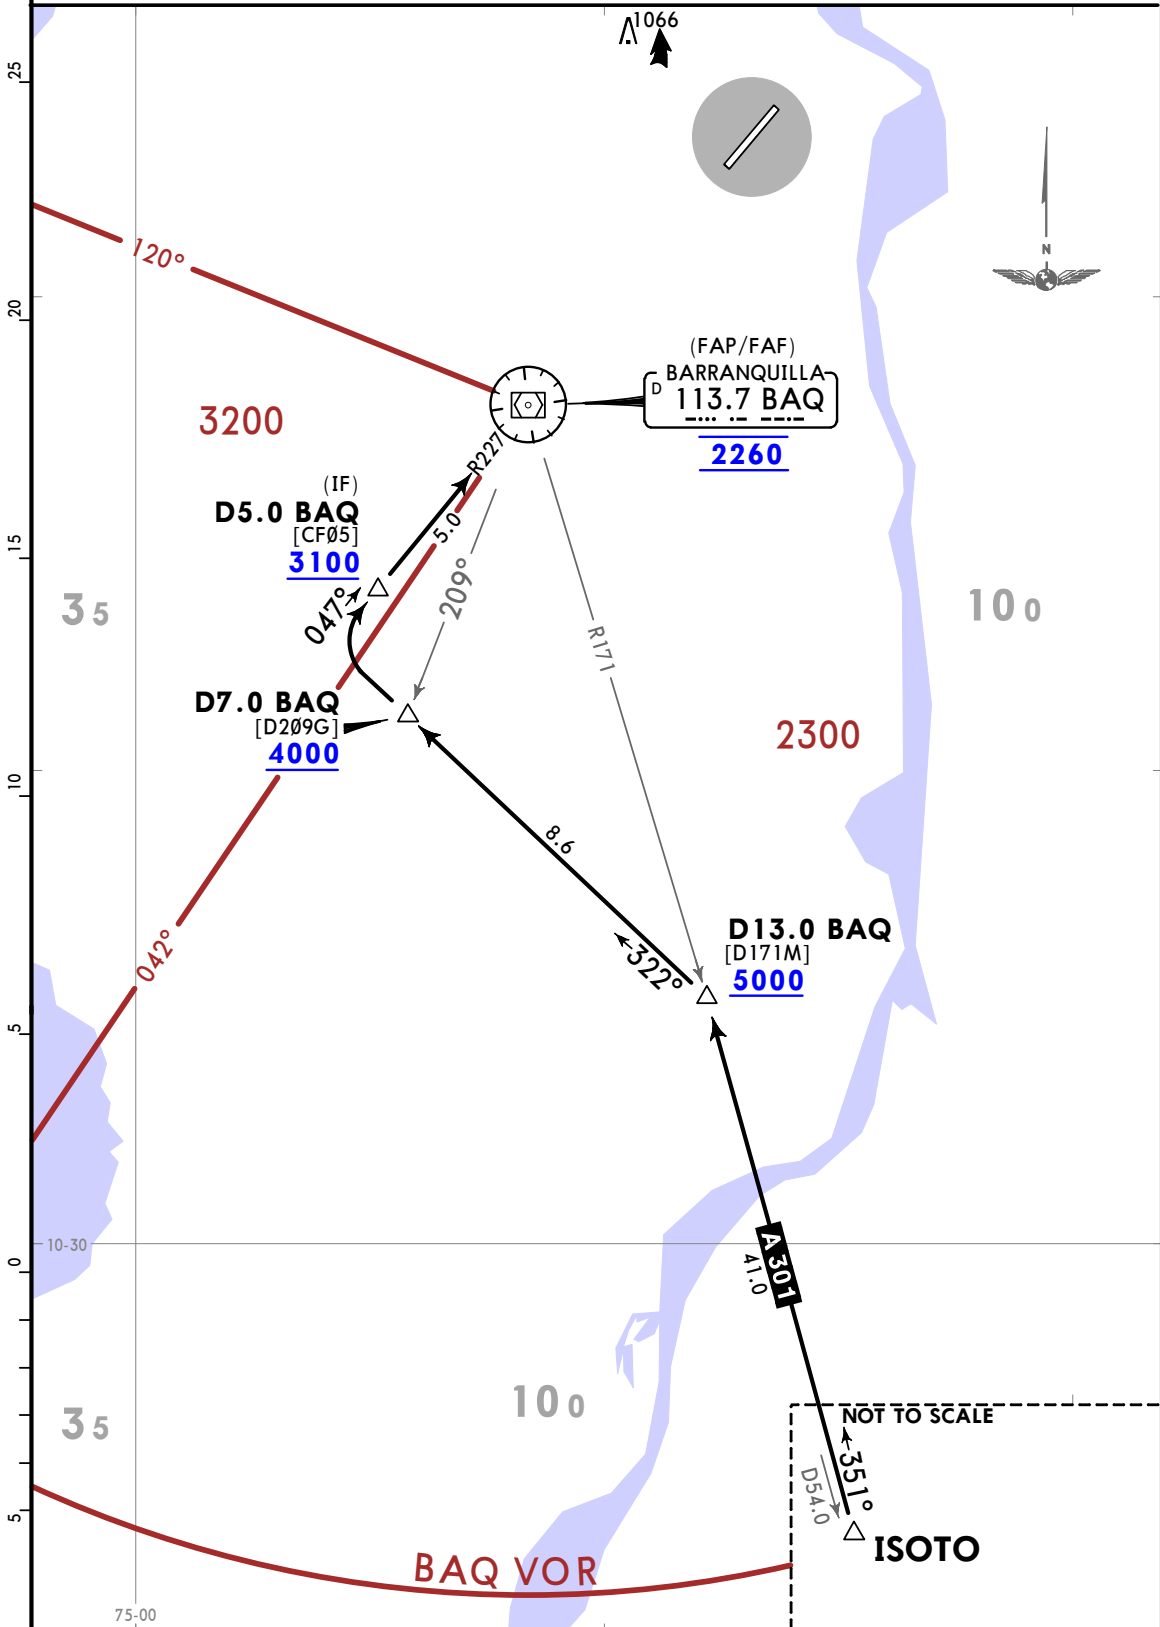 1066
25
N
120°
20
(FAP/FAF)
BARRANQUILLA
D 113.7 BAQ
2260
3200
R227
(IF)
D5.0 BAQ
[CFØ5]
3100
5.0
15
047°
209°
R171
35
100
D7.0 BAQ
[D2Ø9G]
4000
2300
10
8.6
D13.0 BAQ
[D171M]
5000
322°
042°
5
10-30
0
A 301
41.0
35
100
NOT TO SCALE
351°
D54.0
5
ISOTO
BAQ VOR
75-00